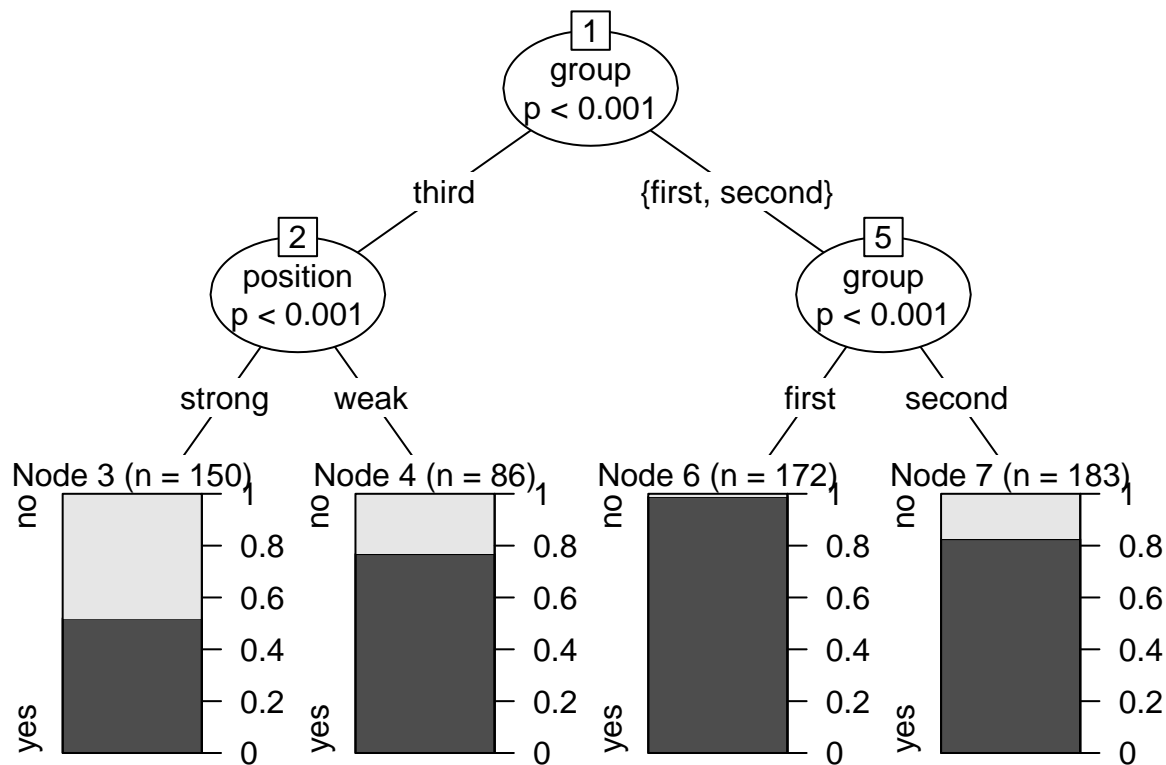 1
group
p < 0.001
third
{first, second}
2
position
p < 0.001
5
group
p < 0.001
strong
weak
first
second
Node 3 (n = 150)
no
yes
1
0.8
0.6
0.4
0.2
0
Node 4 (n = 86)
no
yes
1
0.8
0.6
0.4
0.2
0
Node 6 (n = 172)
no
yes
1
0.8
0.6
0.4
0.2
0
Node 7 (n = 183)
no
yes
1
0.8
0.6
0.4
0.2
0